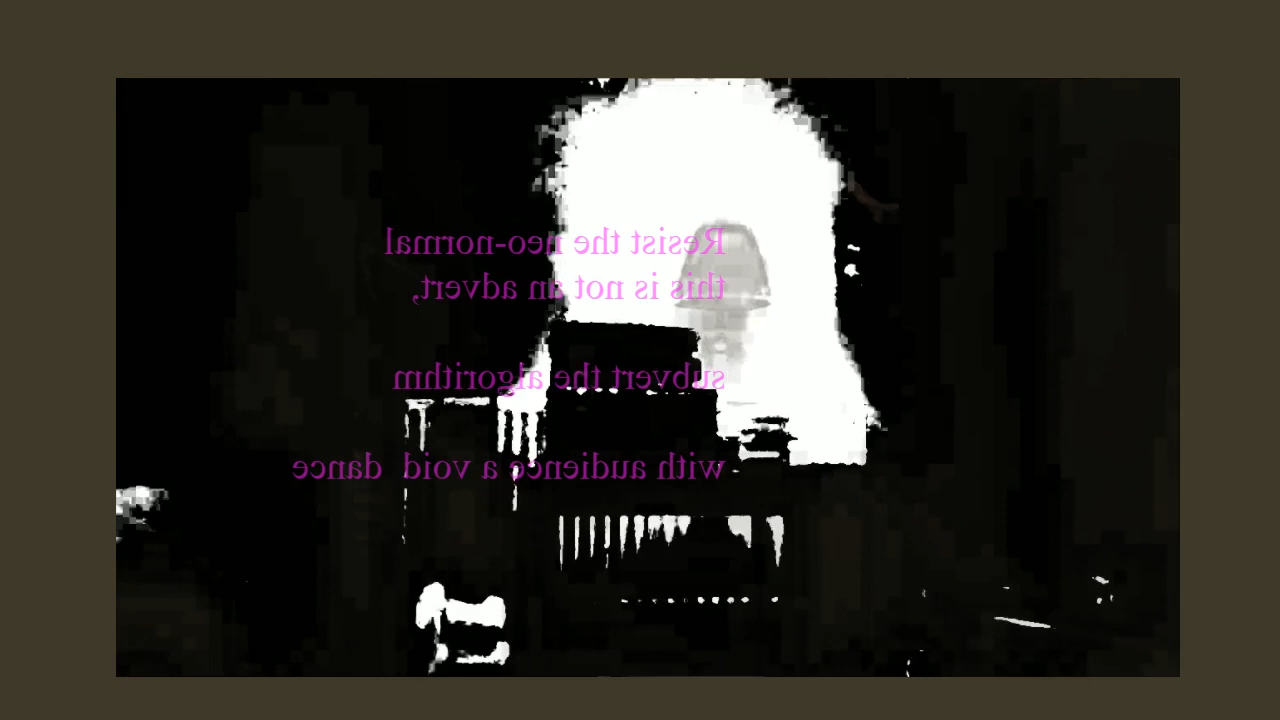 Resist the neo-normal
this is not an advert,
subvert the algorithm
with audience a void dance